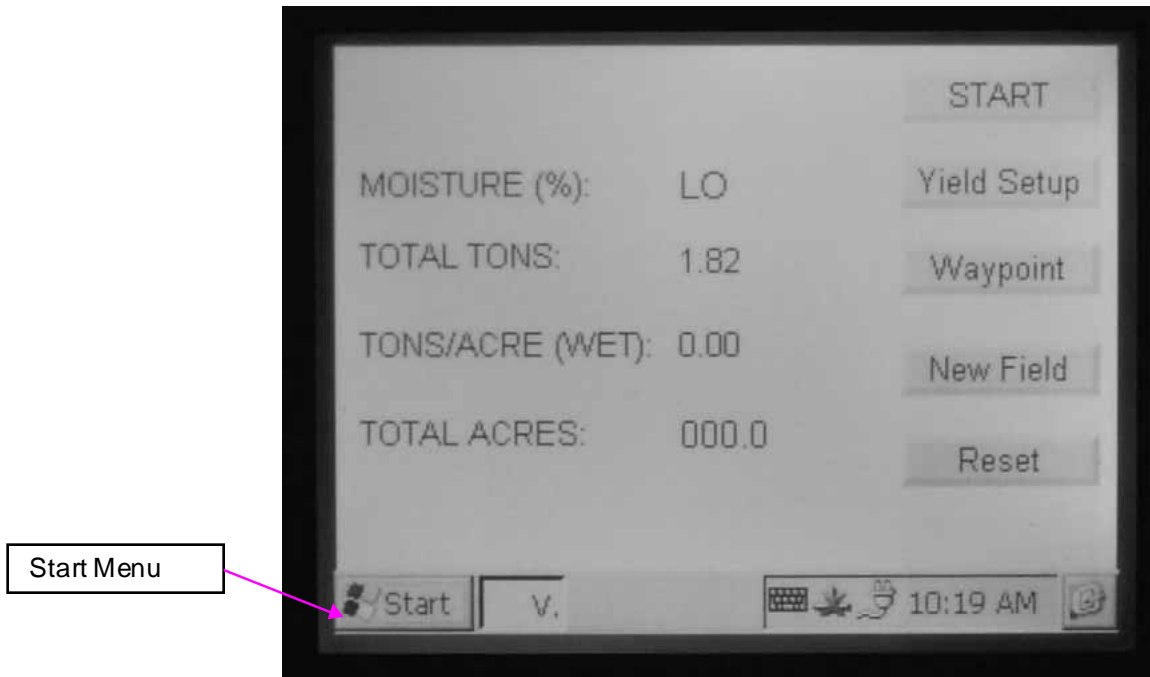 START
MOISTURE (%): LO
Yield Setup
TOTAL TONS: 1.82
Waypoint
TONS/ACRE (WET): 0.00
New Field
TOTAL ACRES: 000.0
Reset
Start Menu
Start V. 10:19 AM